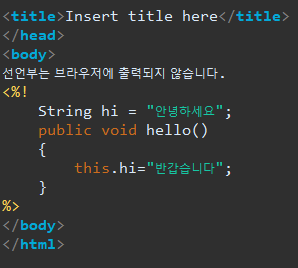 <title>Insert title here</title>
</head>
<body>
선언부는 브라우저에 출력되지 않습니다.
<%!
    String hi = "안녕하세요";
    public void hello()
    {
        this.hi="반갑습니다";
    }
%>
</body>
</html>